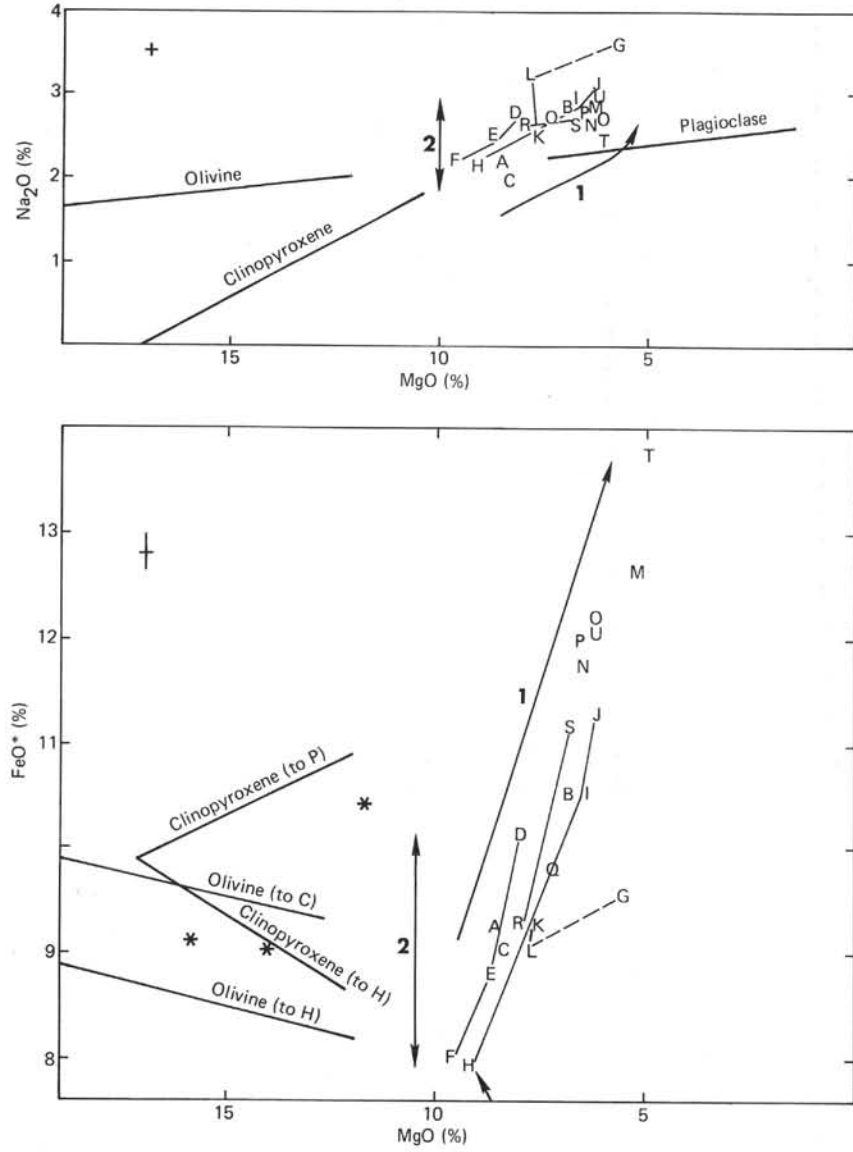 4
3
2
1
Na2O (%)
+
G
L
J
I U
D B P M
R O S N O
E K T
2 F H A
C
Plagioclase
1
Olivine
Clinopyroxene
15 10 5
MgO (%)
13
12
11
9
8
FeO* (%)
T
M
O
U
P
N
1
J
S
B I
D
Q
G
A R K
C L
E
F H
2
Clinopyroxene (to P)
*
Olivine (to C)
* *
Clinopyroxene (to H)
Olivine (to H)
15 10 5
MgO (%)